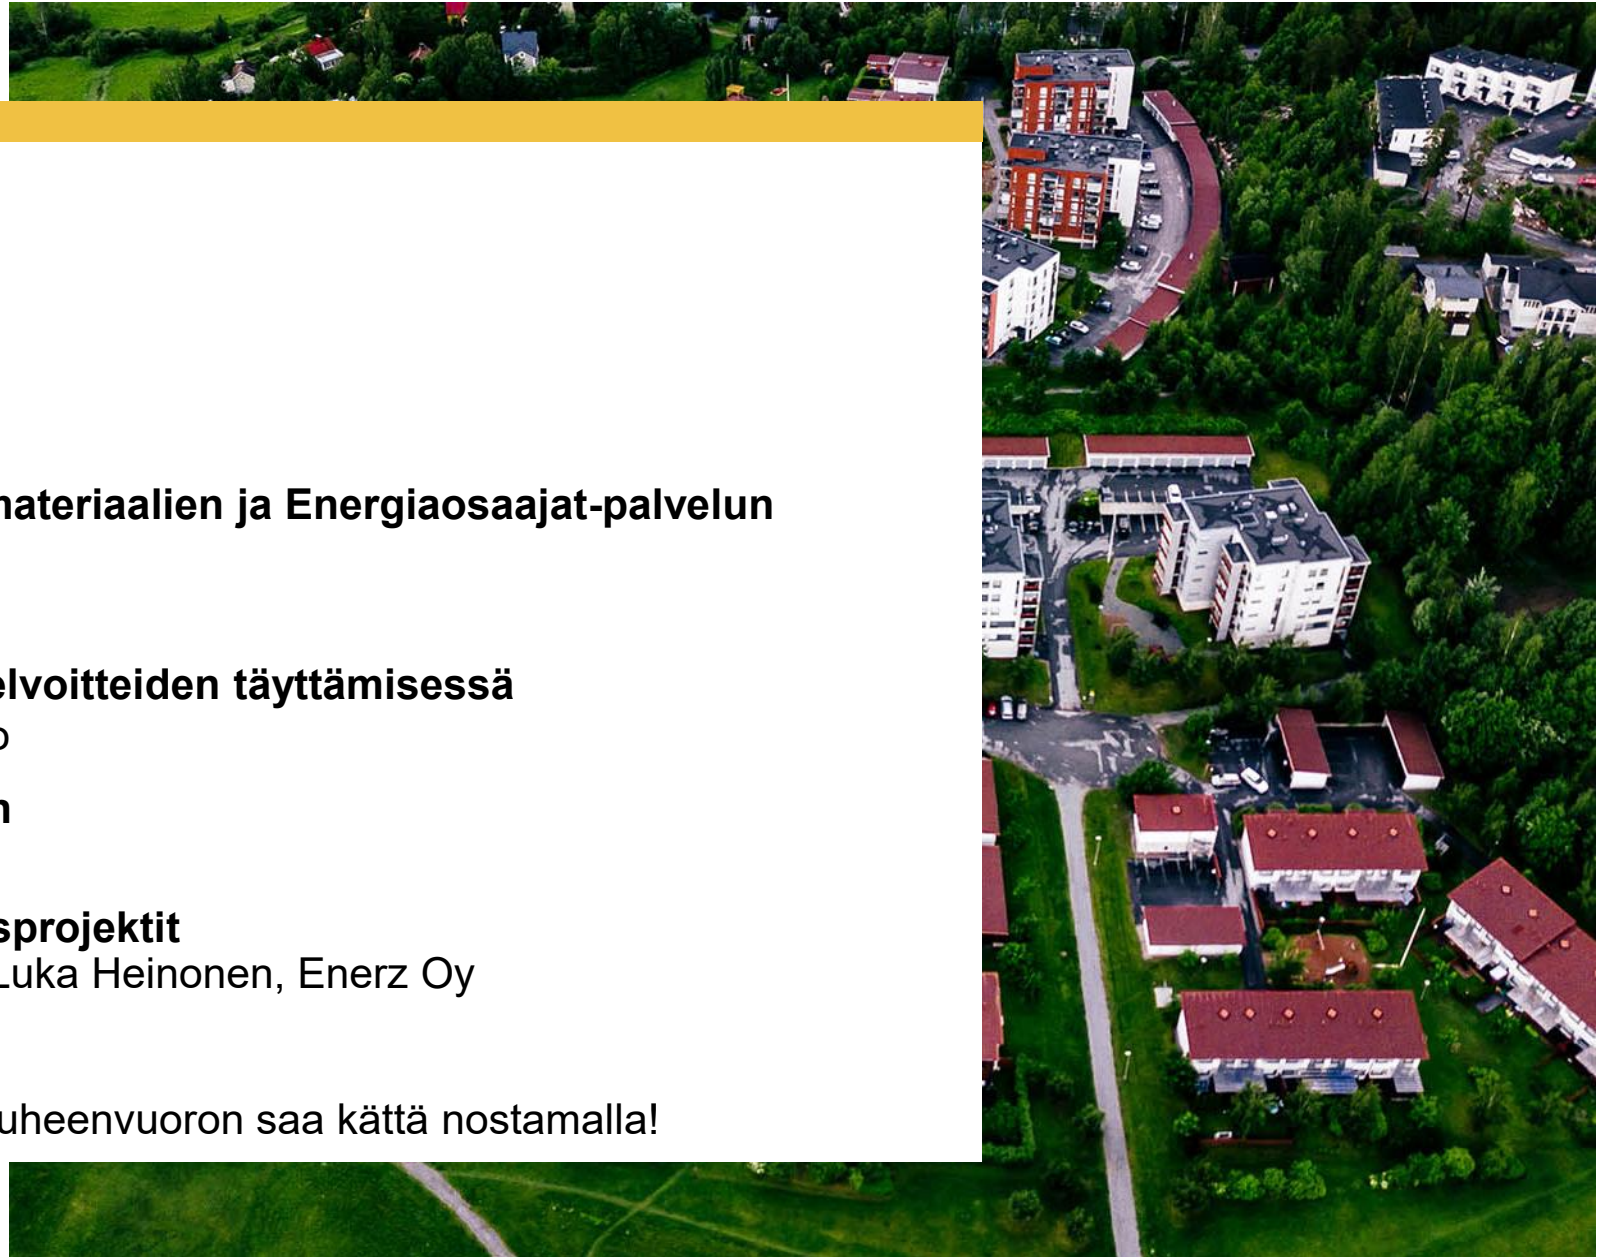 materiaalien ja Energiaosaajat-palvelun
elvoitteiden täyttämisessä
o
n
sprojektit
Luka Heinonen, Enerz Oy
uheenvuoron saa kättä nostamalla!